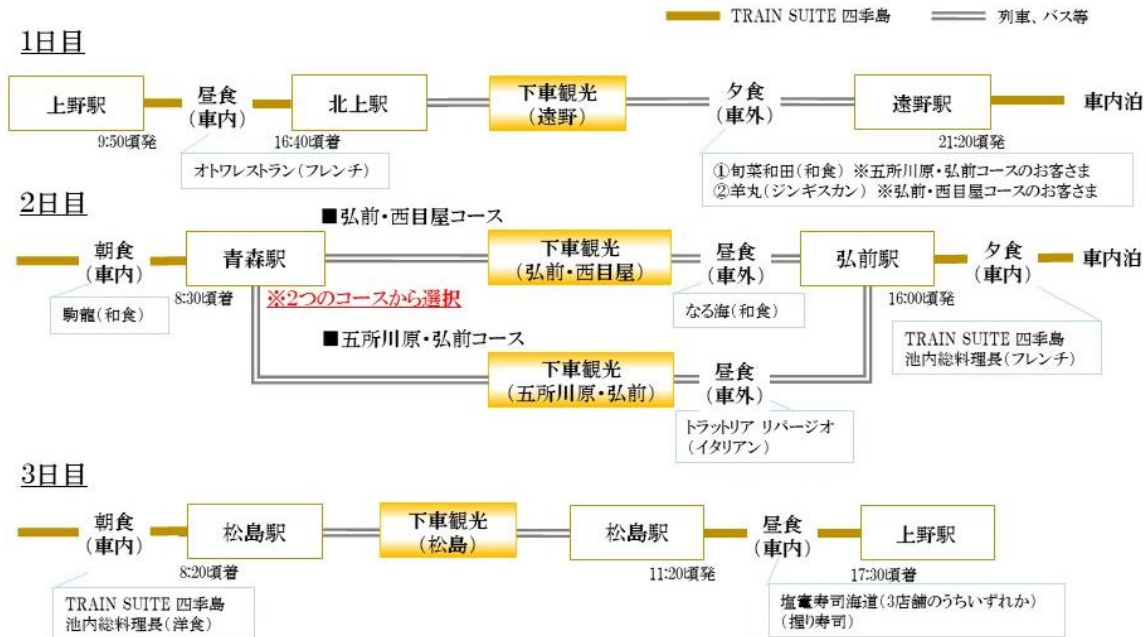 TRAIN SUITE 四季島
列車、バス等
1日目
上野駅
昼食
(車内)
北上駅
下車観光
(遠野)
夕食
(車外)
遠野駅
車内泊
9:50頃発
16:40頃着
21:20頃発
オトワレストラン(フレンチ)
①旬菜和田(和食) ※五所川原・弘前コースのお客さま
②羊丸(ジンギスカン) ※弘前・西目屋コースのお客さま
2日目
■弘前・西目屋コース
朝食
(車内)
青森駅
下車観光
(弘前・西目屋)
昼食
(車外)
弘前駅
夕食
(車内)
車内泊
8:30頃着
※2つのコースから選択
16:00頃発
駒龍(和食)
なる海(和食)
TRAIN SUITE 四季島
池内総料理長(フレンチ)
■五所川原・弘前コース
下車観光
(五所川原・弘前)
昼食
(車外)
トラットリア リパージオ
(イタリアン)
3日目
朝食
(車内)
松島駅
下車観光
(松島)
松島駅
昼食
(車内)
上野駅
8:20頃着
11:20頃発
17:30頃着
TRAIN SUITE 四季島
池内総料理長(洋食)
塩竈寿司海道(3店舗のうちいずれか)
(握り寿司)